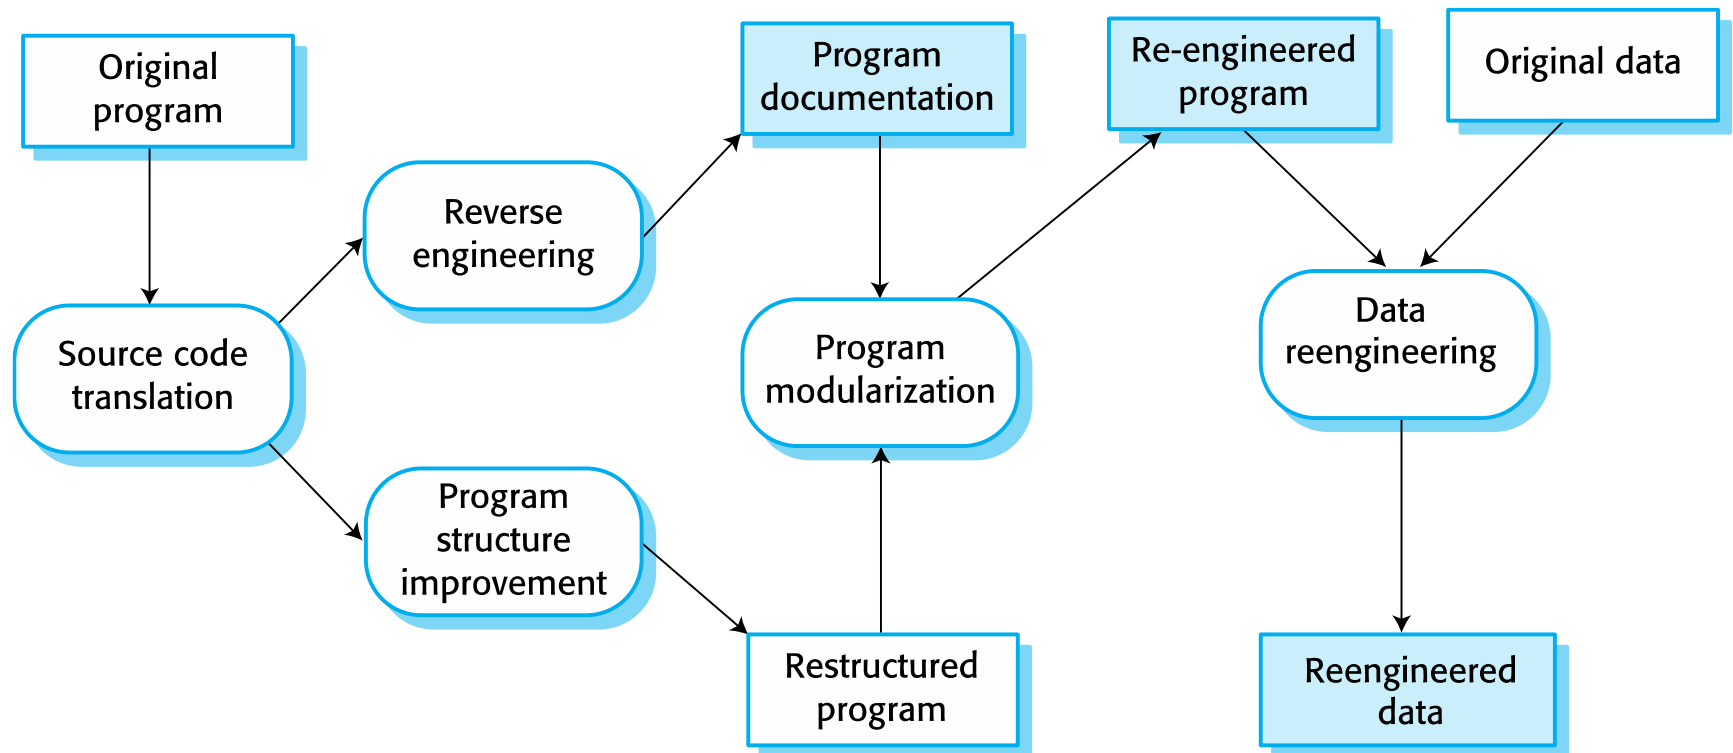 Original
program
Source code
translation
Reverse
engineering
Program
structure
improvement
Program
documentation
Program
modularization
Restructured
program
Re-engineered
program
Original data
Data
reengineering
Reengineered
data